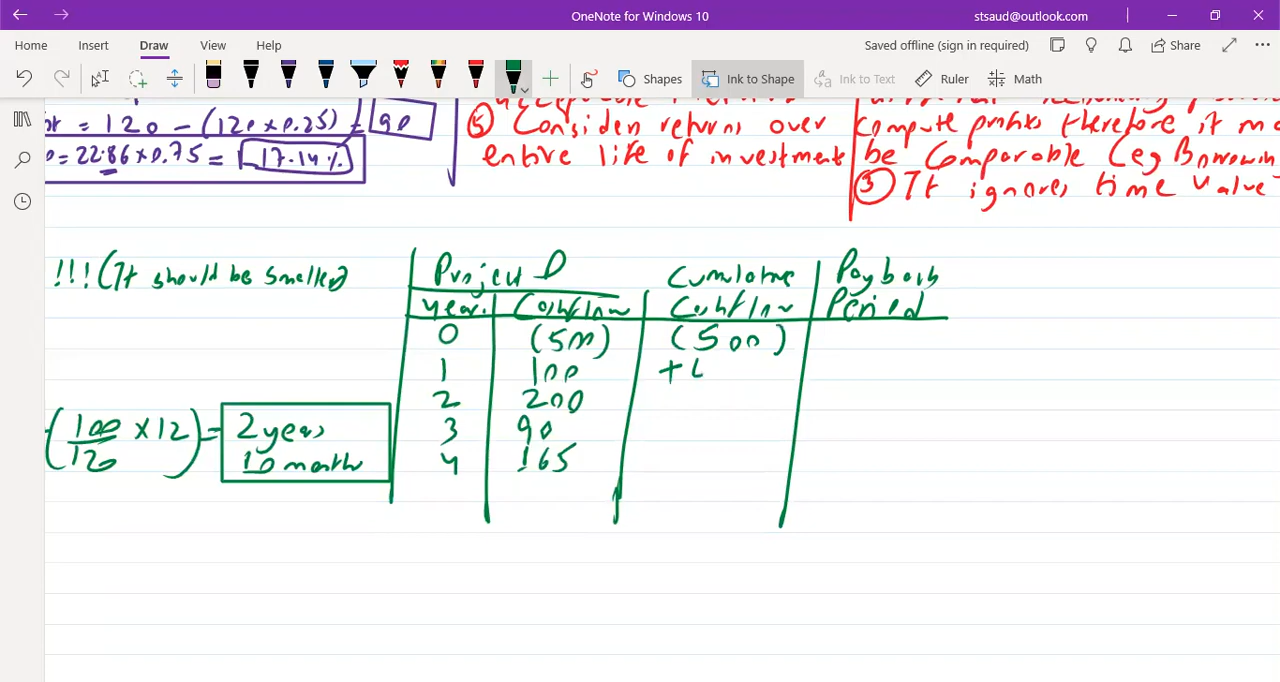 OneNote for Windows 10
stsaud@outlook.com
Home Insert Draw View Help
Saved offline (sign in required) Share
Shapes Ink to Shape Ink to Text Ruler Math
= 120 - (120 x 0.25) = 90
= 22.86 x 0.75 = 17.14%
⑤ Consider returns over
entire life of investment
compute profits therefore it m
be Comparable (eg Borrowin
③ It ignores time value
!!! (It should be smaller)
Project D
Cumulative
Cashflow
Payback
Period
year. Cashflow
0 (500) (500)
1 100 +
2 200
3 90
4 165
(100/120 x 12) = 2 years
10 months